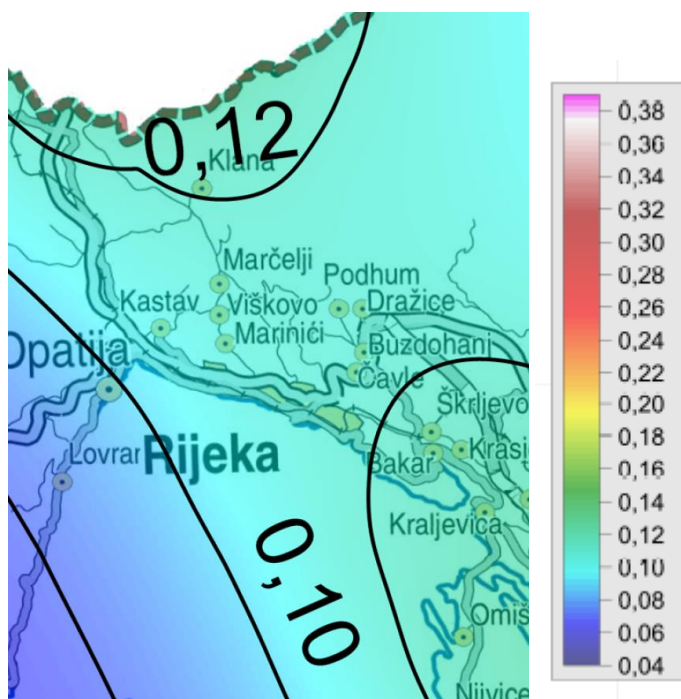 0,12
Klana
Marčelji
Podhum
Kastav
Viškovo
Dražice
Marinići
Opatija
Buzdohanj
Čavle
Škrljevo
Lovran
Rijeka
Bakar
Krasi
Kraljevica
0,10
Omiš
Njivice
0,38
0,36
0,34
0,32
0,30
0,28
0,26
0,24
0,22
0,20
0,18
0,16
0,14
0,12
0,10
0,08
0,06
0,04